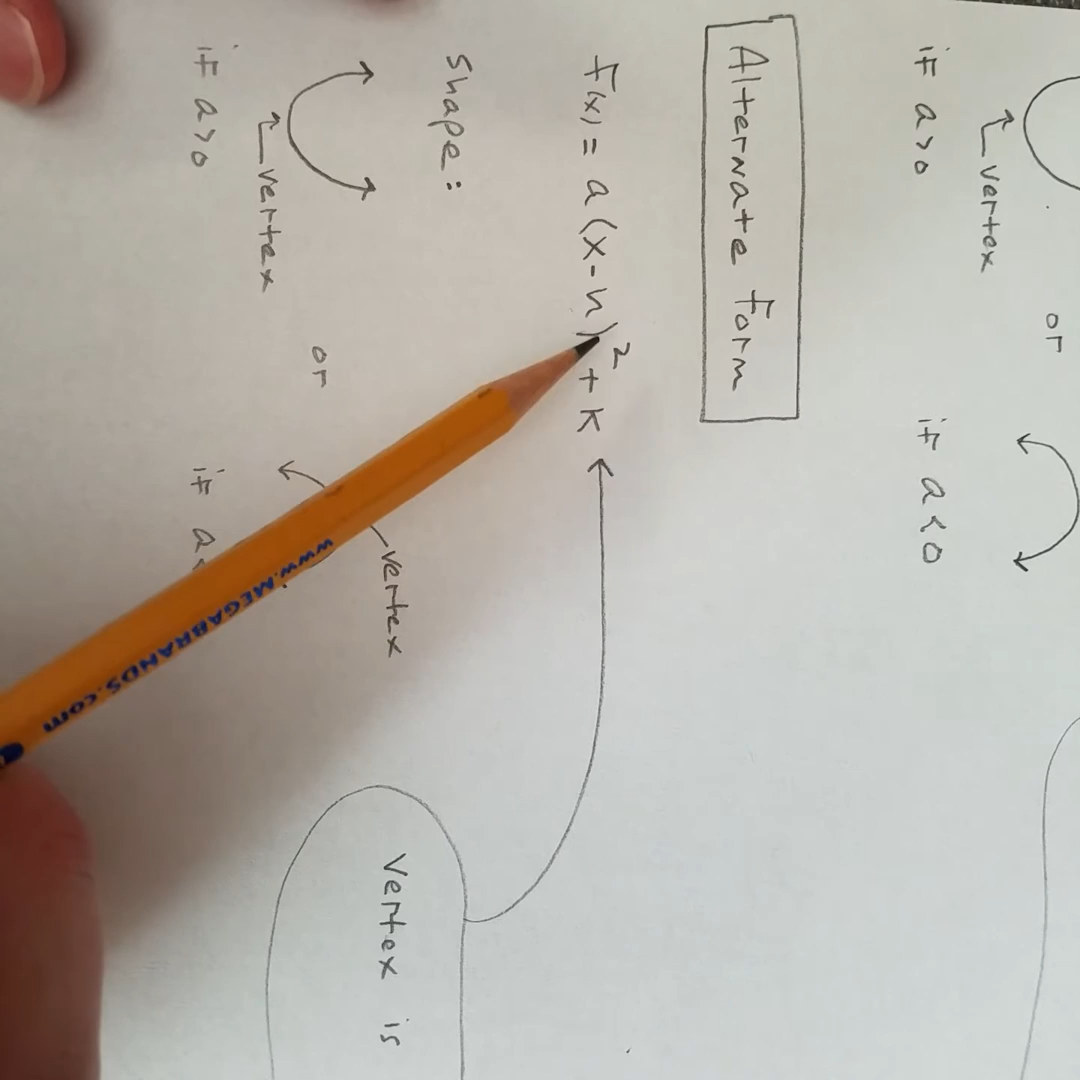 vertex
or
if a>0
if a<0
Alternate form
f(x) = a(x-h)² + k
shape:
or
vertex
vertex
if a>0
if a<
Vertex is
www.MEGABRANDS.com